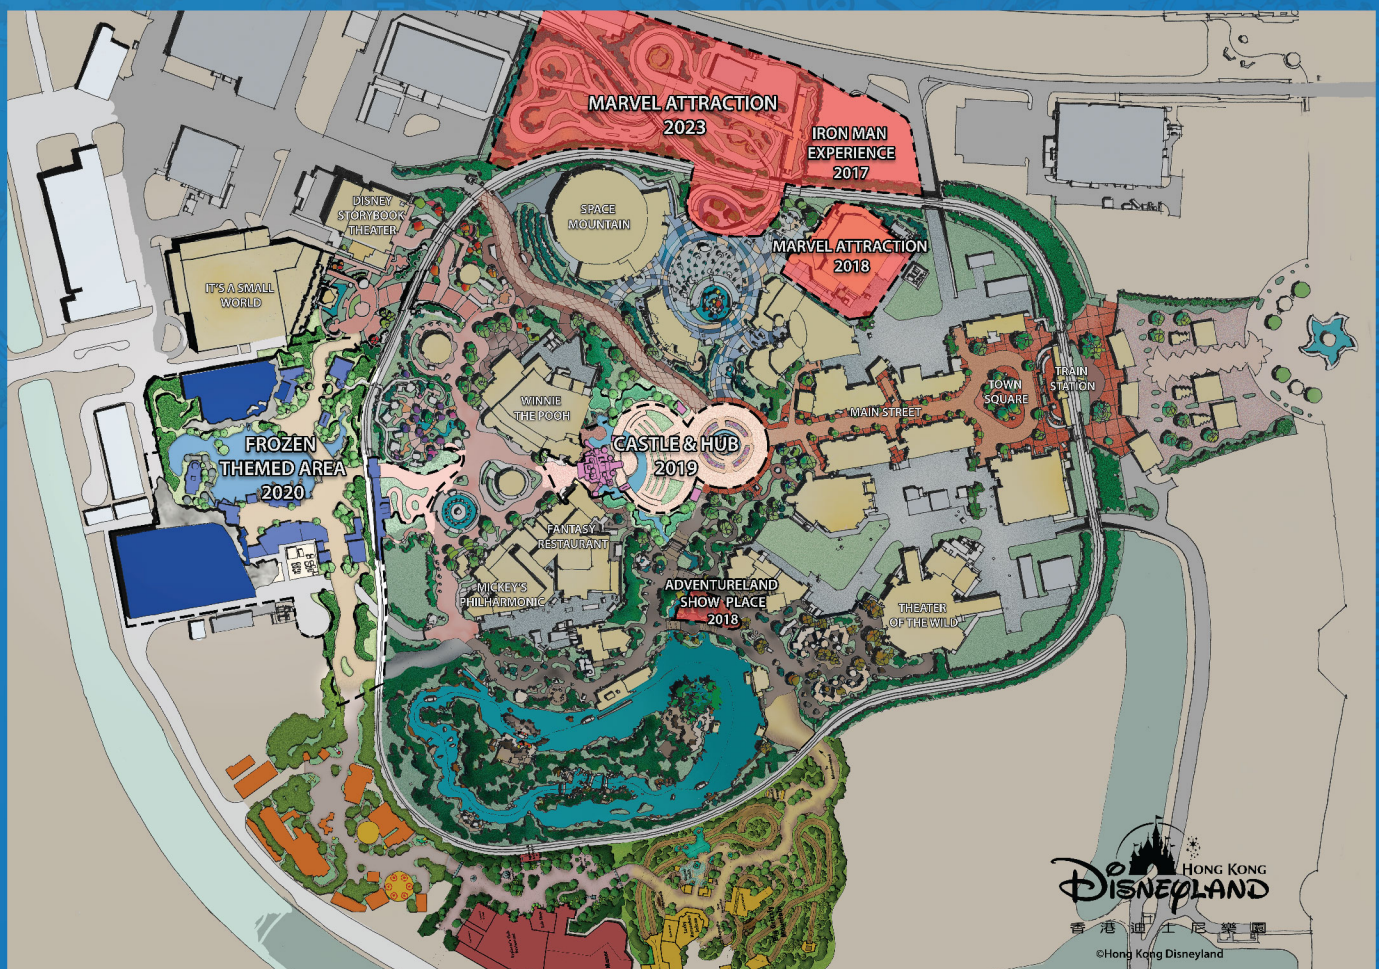 MARVEL ATTRACTION
2023
IRON MAN
EXPERIENCE
2017
DISNEY
STORYBOOK
THEATER
SPACE
MOUNTAIN
MARVEL ATTRACTION
2018
IT'S A SMALL
WORLD
WINNIE
THE POOH
CASTLE & HUB
2019
MAIN STREET
TOWN
SQUARE
TRAIN
STATION
FROZEN
THEMED AREA
2020
FANTASY
RESTAURANT
MICKEY'S
PHILHARMONIC
ADVENTURELAND
SHOW PLACE
2018
THEATER
OF THE WILD
HONG KONG
DISNEYLAND
香港迪士尼樂園
©Hong Kong Disneyland